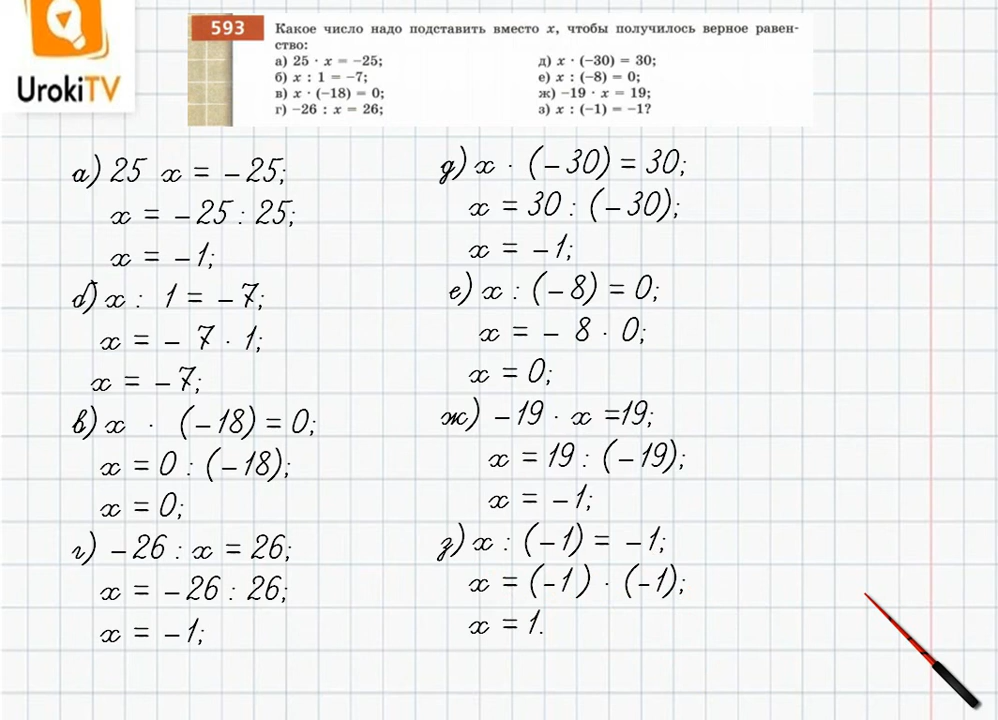 UrokiTV
593
Какое число надо подставить вместо x, чтобы получилось верное равен-
ство:
а) 25 · x = −25;
б) x : 1 = −7;
в) x · (−18) = 0;
г) −26 : x = 26;
д) x · (−30) = 30;
е) x : (−8) = 0;
ж) −19 · x = 19;
з) x : (−1) = −1?
а) 25 x = − 25;
x = − 25 : 25;
x = − 1;
б) x : 1 = − 7;
x = − 7 · 1;
x = − 7;
в) x · (− 18) = 0;
x = 0 : (− 18);
x = 0;
г) − 26 : x = 26;
x = − 26 : 26;
x = − 1;
д) x · (− 30) = 30;
x = 30 : (− 30);
x = − 1;
е) x : (− 8) = 0;
x = − 8 · 0;
x = 0;
ж) − 19 · x =19;
x = 19 : (− 19);
x = − 1;
з) x : (− 1) = − 1;
x = (− 1 ) · (− 1);
x = 1.